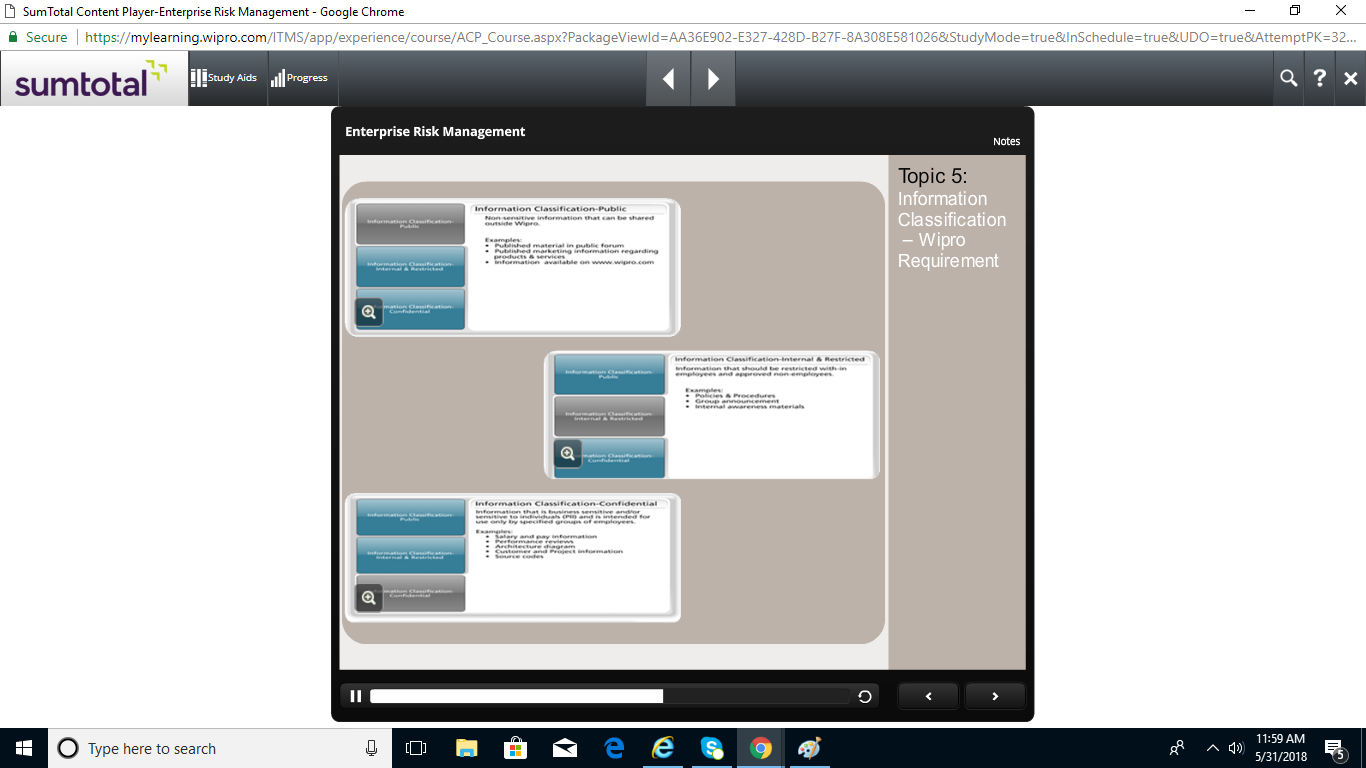 SumTotal Content Player-Enterprise Risk Management - Google Chrome
Secure https://mylearning.wipro.com/ITMS/app/experience/course/ACP_Course.aspx?PackageViewId=AA36E902-E327-428D-B27F-8A308E581026&StudyMode=true&InSchedule=true&UDO=true&AttemptPK=32...
sumtotal Study Aids Progress
Enterprise Risk Management
Notes
Information Classification-Public
Information Classification-Internal & Restricted
mation Classification-Confidential
Information Classification-Public
Non-sensitive information that can be shared
outside Wipro.
Examples:
• Published material in public forum
• Published marketing information regarding
products & services
• Information available on www.wipro.com
Information Classification-Public
Information Classification-Internal & Restricted
mation Classification-Confidential
Information Classification-Internal & Restricted
Information that should be restricted with-in
employees and approved non-employees.
Examples:
• Policies & Procedures
• Group announcement
• Internal awareness materials
Information Classification-Public
Information Classification-Internal & Restricted
mation Classification-Confidential
Information Classification-Confidential
Information that is business sensitive and/or
sensitive to individuals (PII) and is intended for
use only by specified groups of employees.
Examples:
• Salary and pay information
• Performance reviews
• Architecture diagram
• Customer and Project information
• Source codes
Topic 5:
Information
Classification
– Wipro
Requirement
Type here to search
11:59 AM
5/31/2018
5